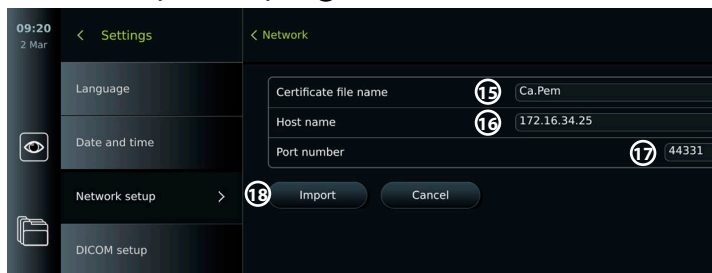 09:20
2 Mar
Settings
Network
Language
Date and time
Network setup
DICOM setup
Certificate file name 15 Ca.Pem
Host name 16 172.16.34.25
Port number 17 44331
18 Import Cancel